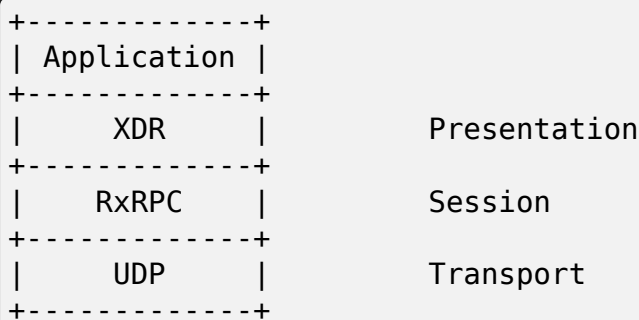 +-------------+
| Application |
+-------------+
|     XDR     |         Presentation
+-------------+
|    RxRPC    |         Session
+-------------+
|     UDP     |         Transport
+-------------+